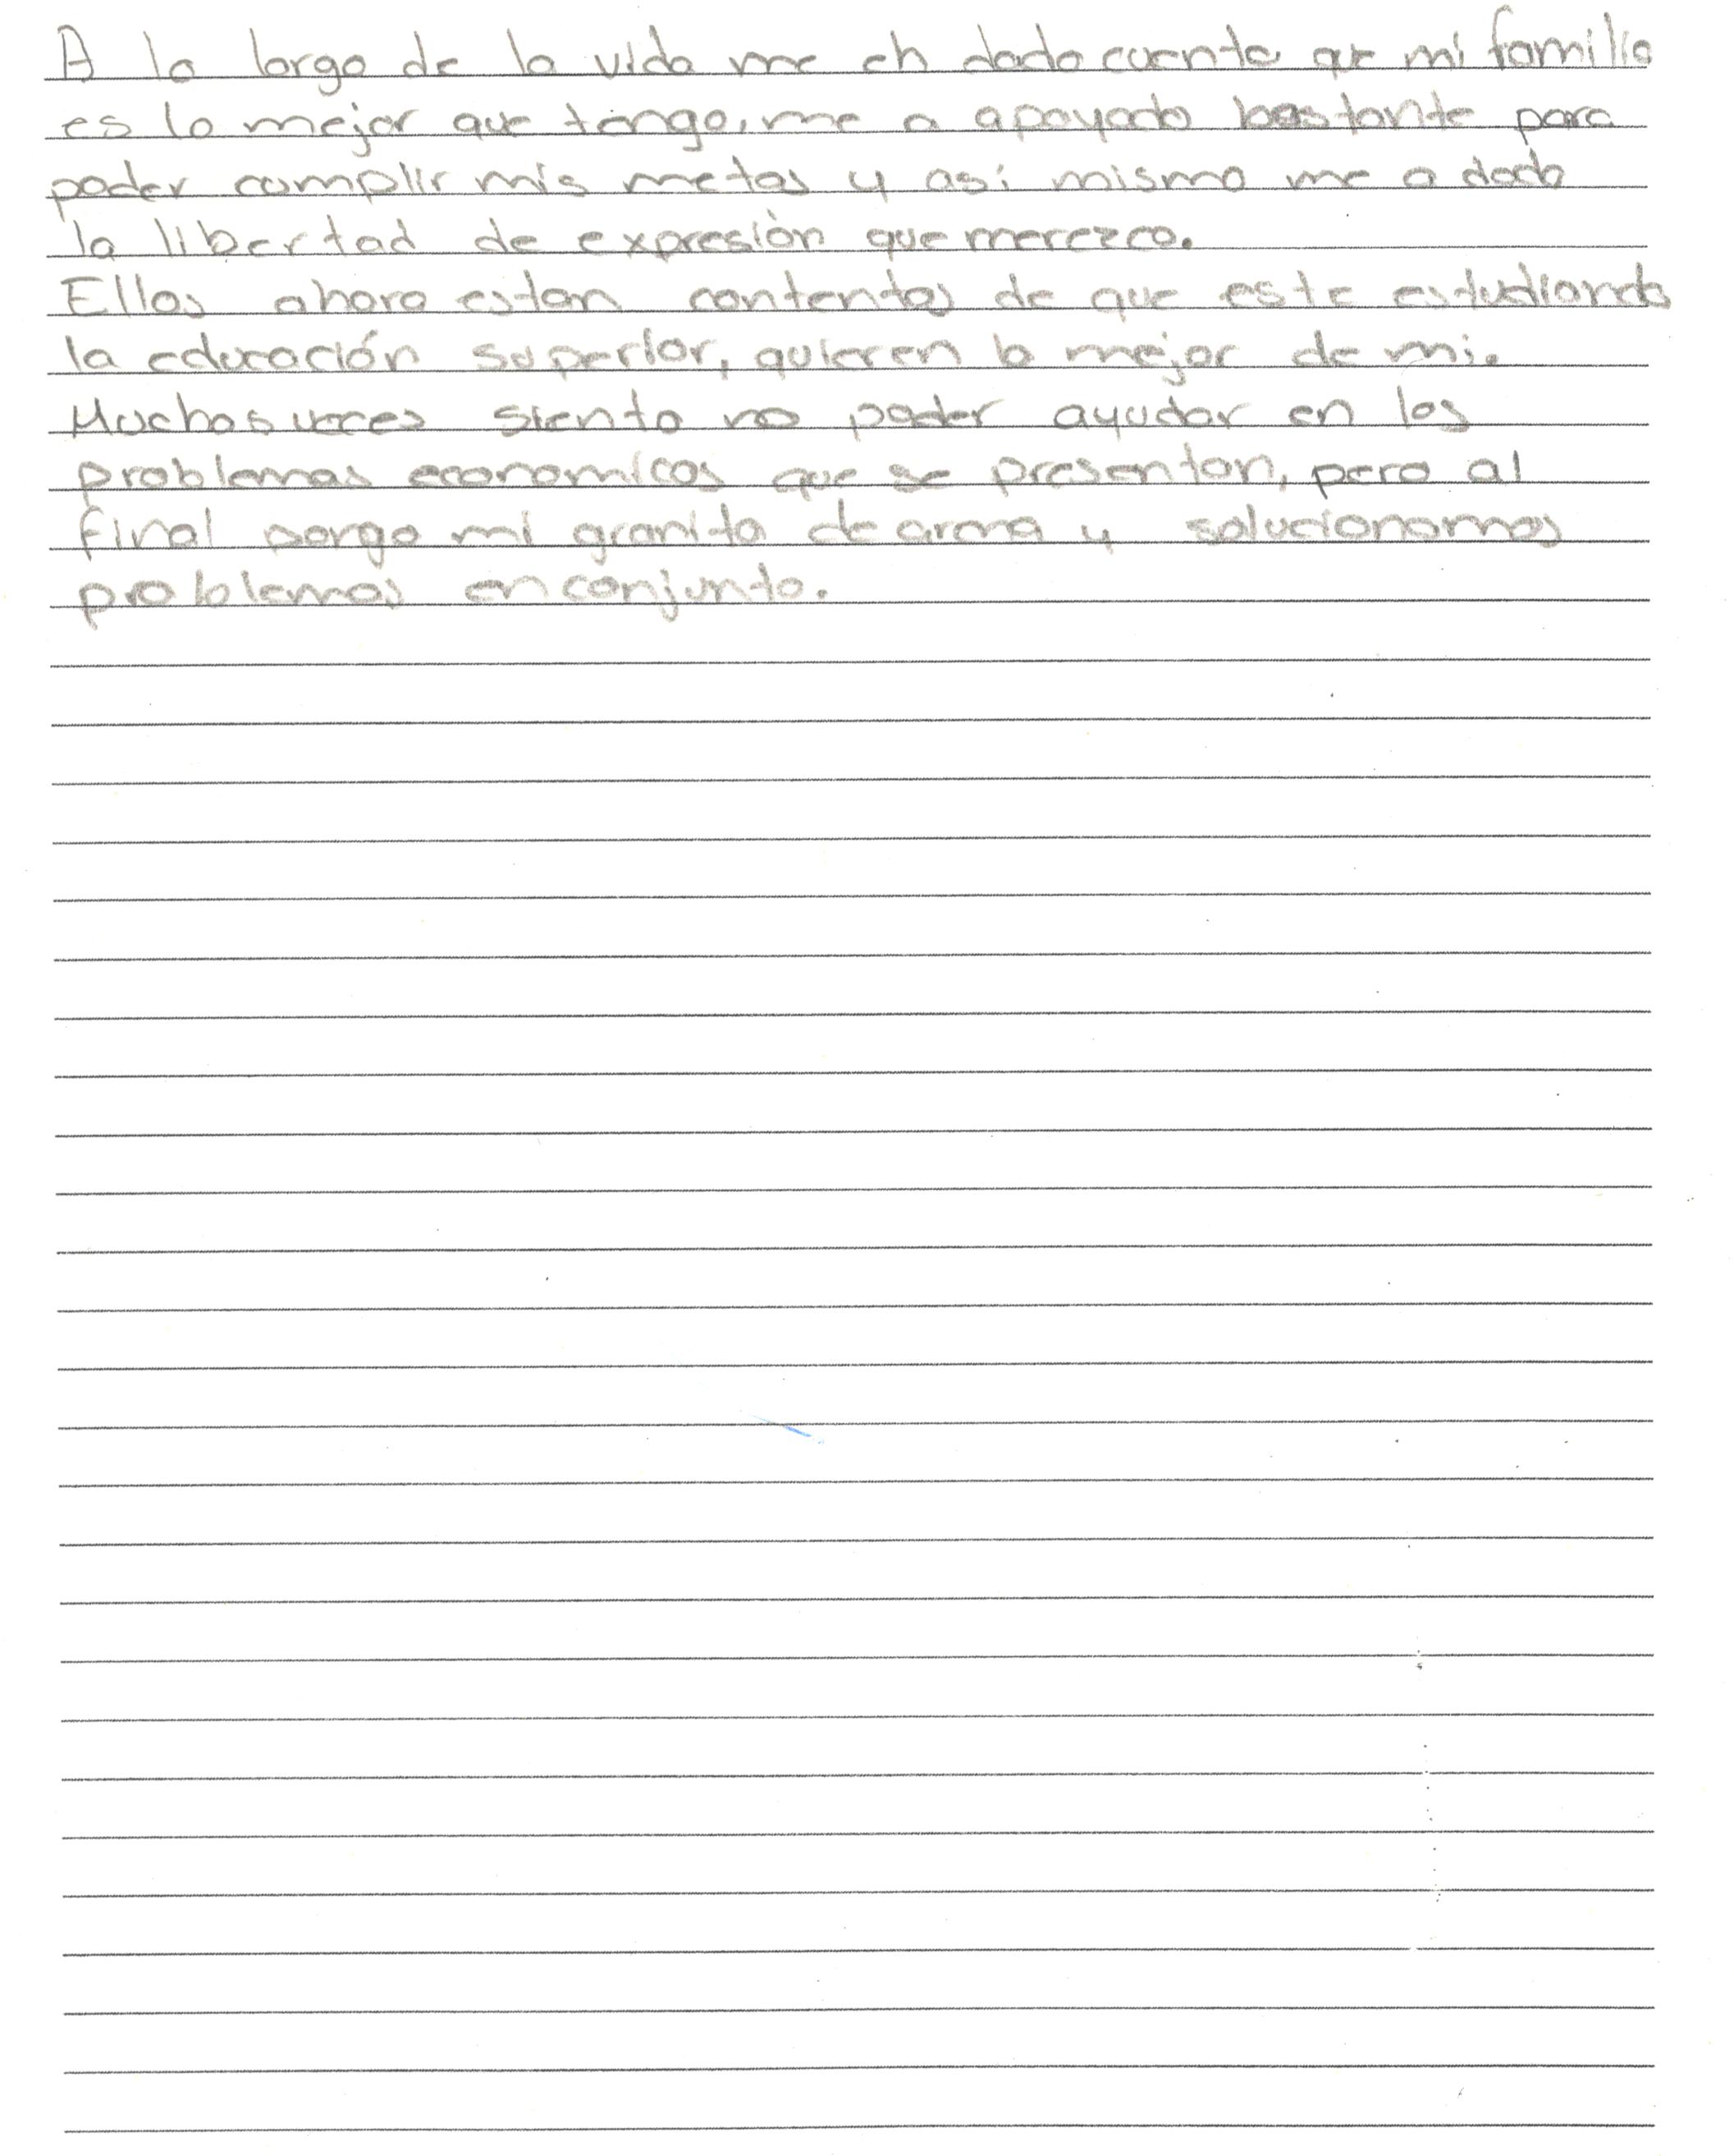 A lo largo de la vida me eh dado cuenta que mi familia
es lo mejor que tengo, me a apoyado bastante para
poder cumplir mis metas y asi mismo me a dado
la libertad de expresión que merezco.
Ellos ahora estan contentos de que este estudiando
la educación superior, quieren lo mejor de mi.
Muchas veces siento no poder ayudar en los
problemas economicos que se presentan, pero al
final pongo mi granito de arena y solucionamos
problemas en conjunto.